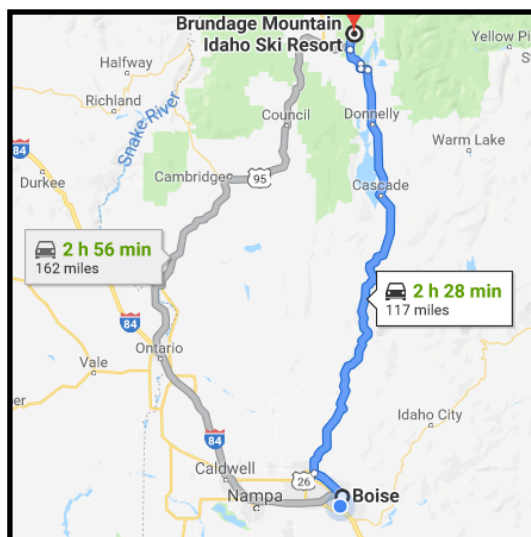 Brundage Mountain
Idaho Ski Resort
Yellow Pi
Halfway
Richland
Snake River
Donnelly
Council
84
Warm Lake
Durkee
Cambridge
95
Cascade
2 h 56 min
162 miles
2 h 28 min
117 miles
84
Ontario
Vale
er
Idaho City
84
Caldwell
26
Nampa
Boise